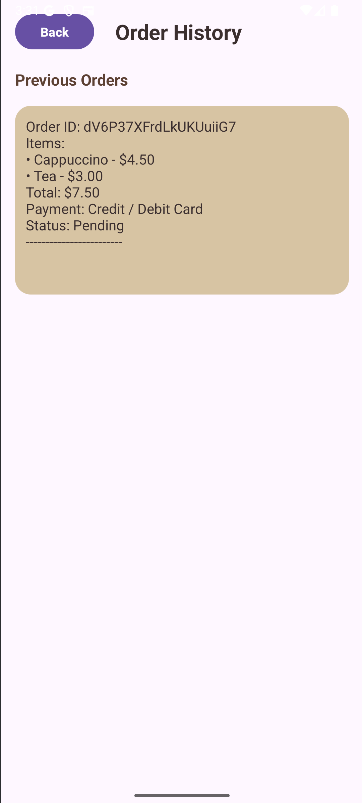 Back
Order History
Previous Orders
Order ID: dV6P37XFrdLkUKUuiiG7
Items:
• Cappuccino - $4.50
• Tea - $3.00
Total: $7.50
Payment: Credit / Debit Card
Status: Pending
------------------------